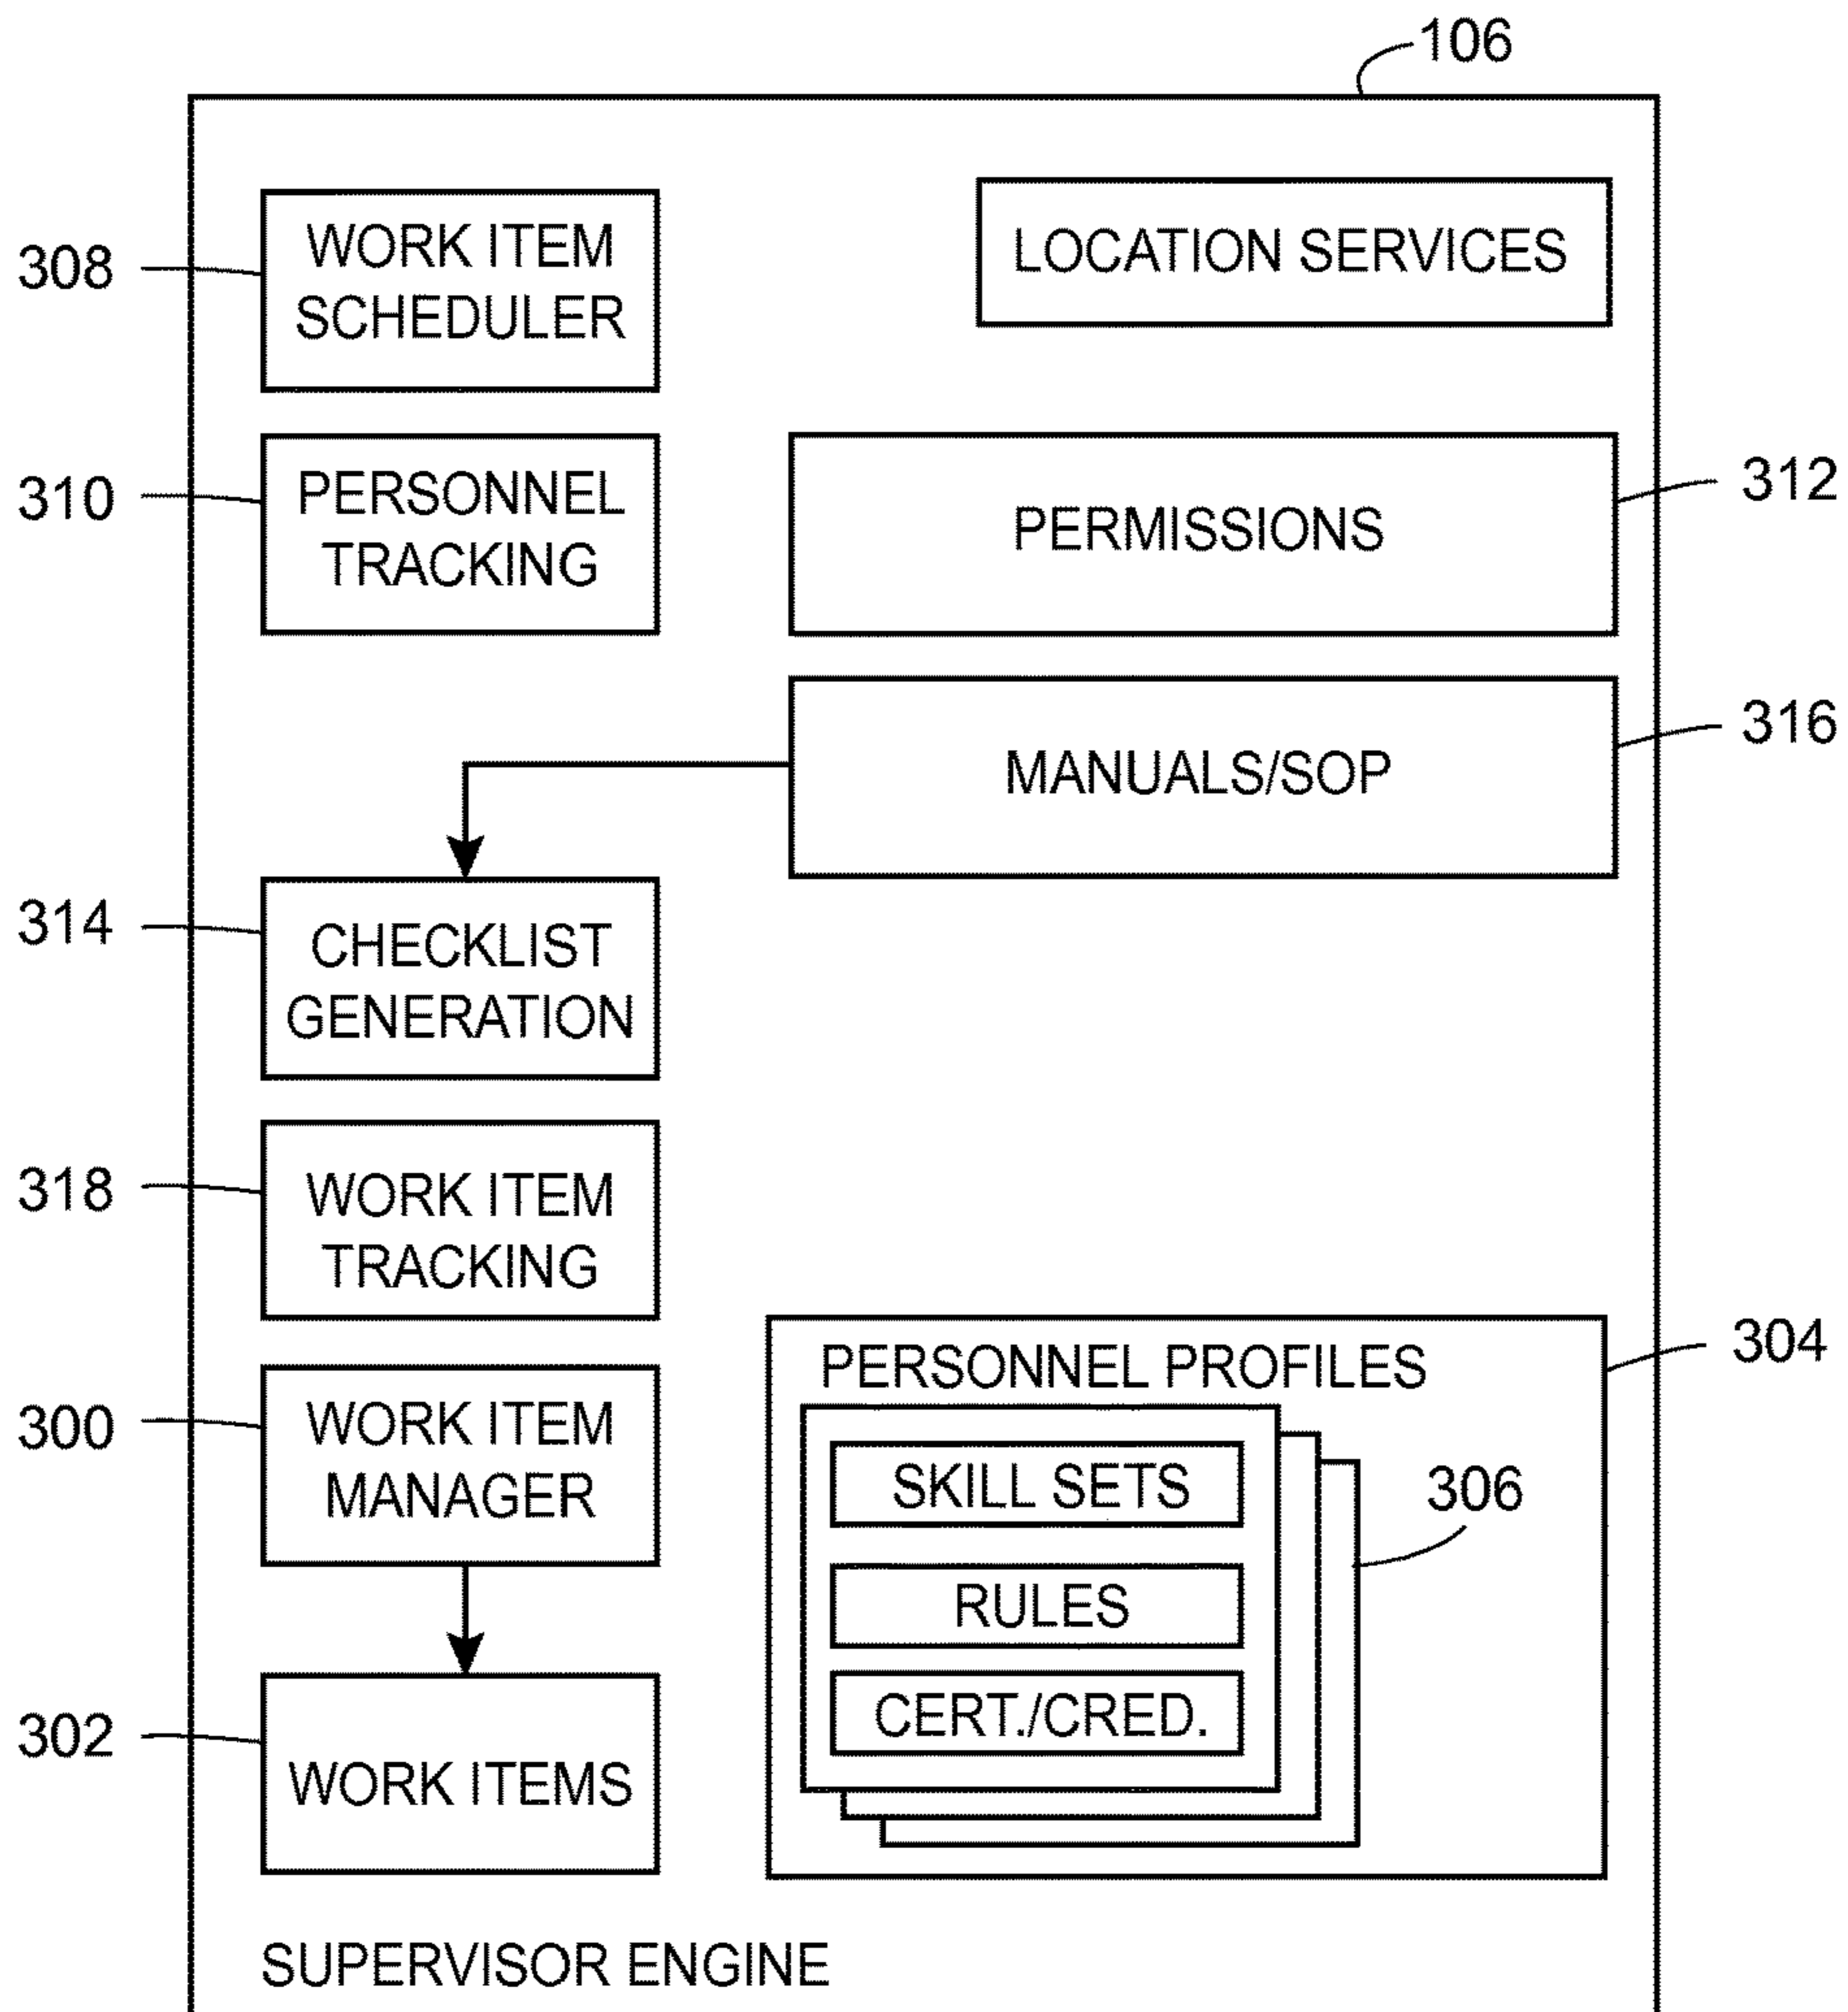 106
WORK ITEM
SCHEDULER
308
LOCATION SERVICES
PERSONNEL
TRACKING
310
PERMISSIONS
312
MANUALS/SOP
316
CHECKLIST
GENERATION
314
WORK ITEM
TRACKING
318
PERSONNEL PROFILES
304
WORK ITEM
MANAGER
300
SKILL SETS
306
RULES
CERT./CRED.
302
WORK ITEMS
SUPERVISOR ENGINE